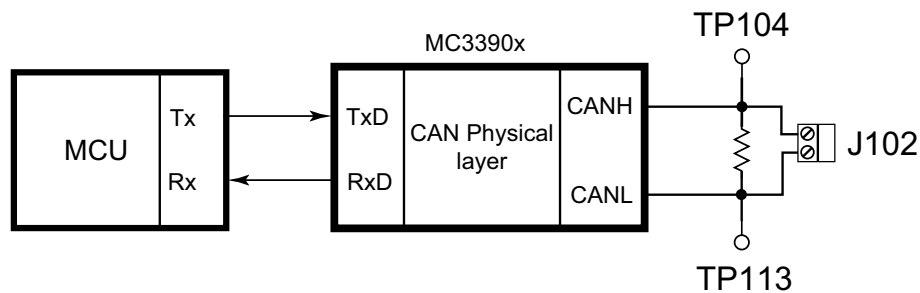 TP104
MC3390x
MCU
Tx
Rx
TxD
RxD
CAN Physical
layer
CANH
CANL
J102
TP113